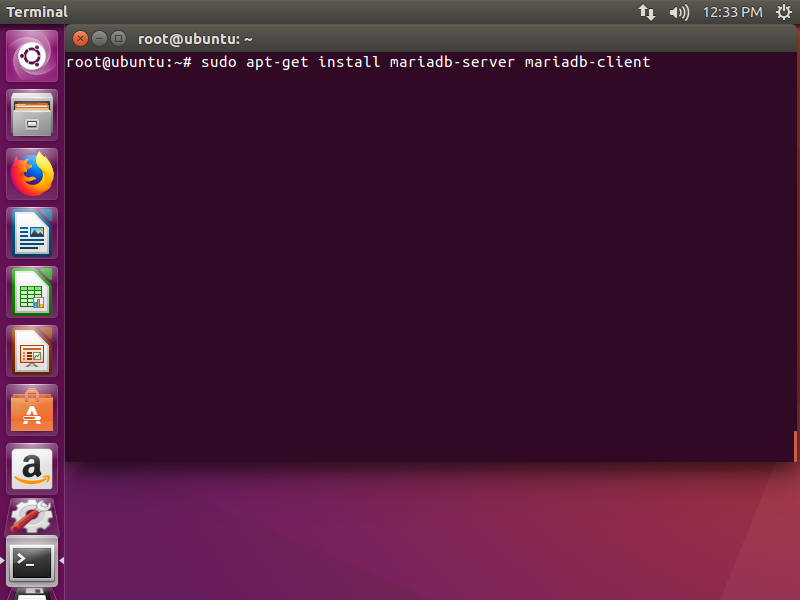 Terminal
12:33 PM
root@ubuntu: ~
root@ubuntu:~# sudo apt-get install mariadb-server mariadb-client